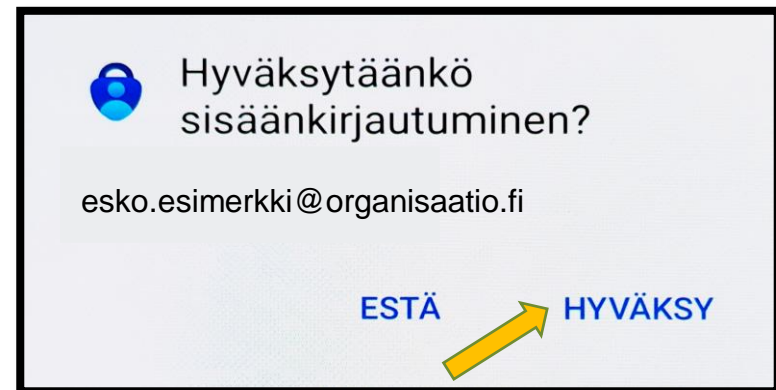 Hyväksytäänkö
sisäänkirjautuminen?
esko.esimerkki@organisaatio.fi
ESTÄ
HYVÄKSY